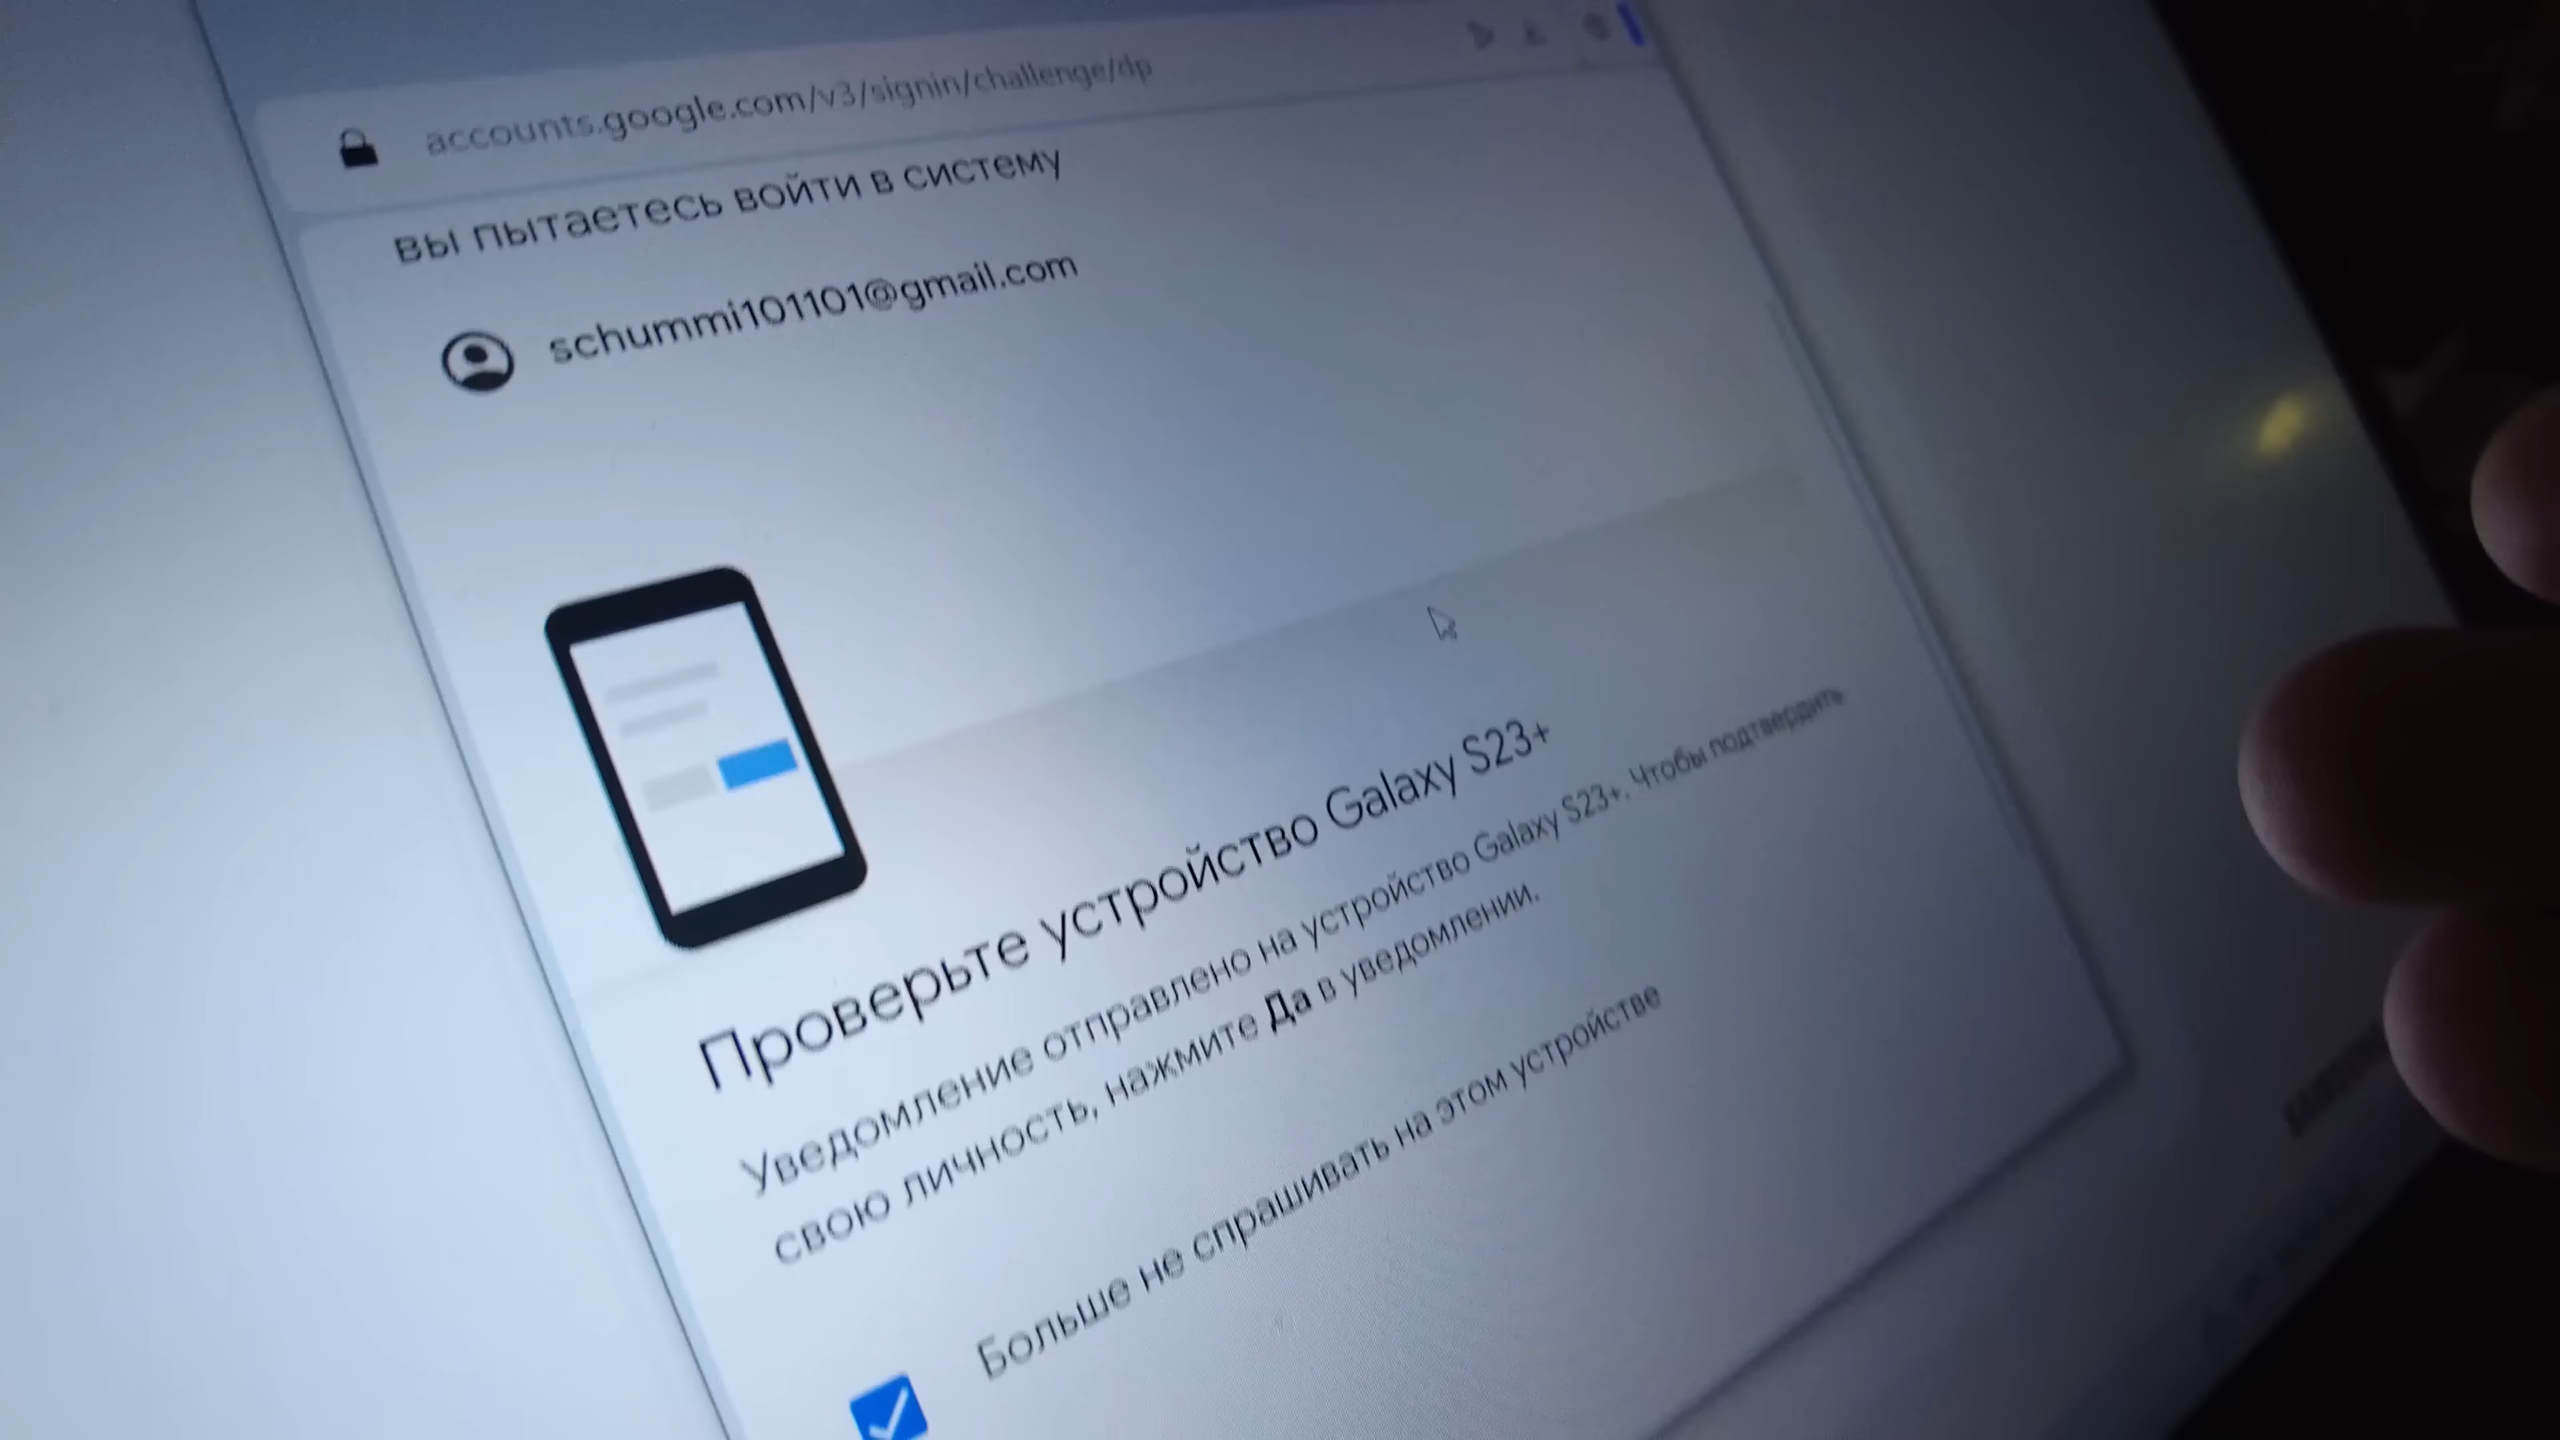 accounts.google.com/v3/signin/challenge/dp
вы пытаетесь войти в систему
schummi101101@gmail.com
Проверьте устройство Galaxy S23+
Уведомление отправлено на устройство Galaxy S23+. Чтобы подтвердить
свою личность, нажмите Да в уведомлении.
Больше не спрашивать на этом устройстве